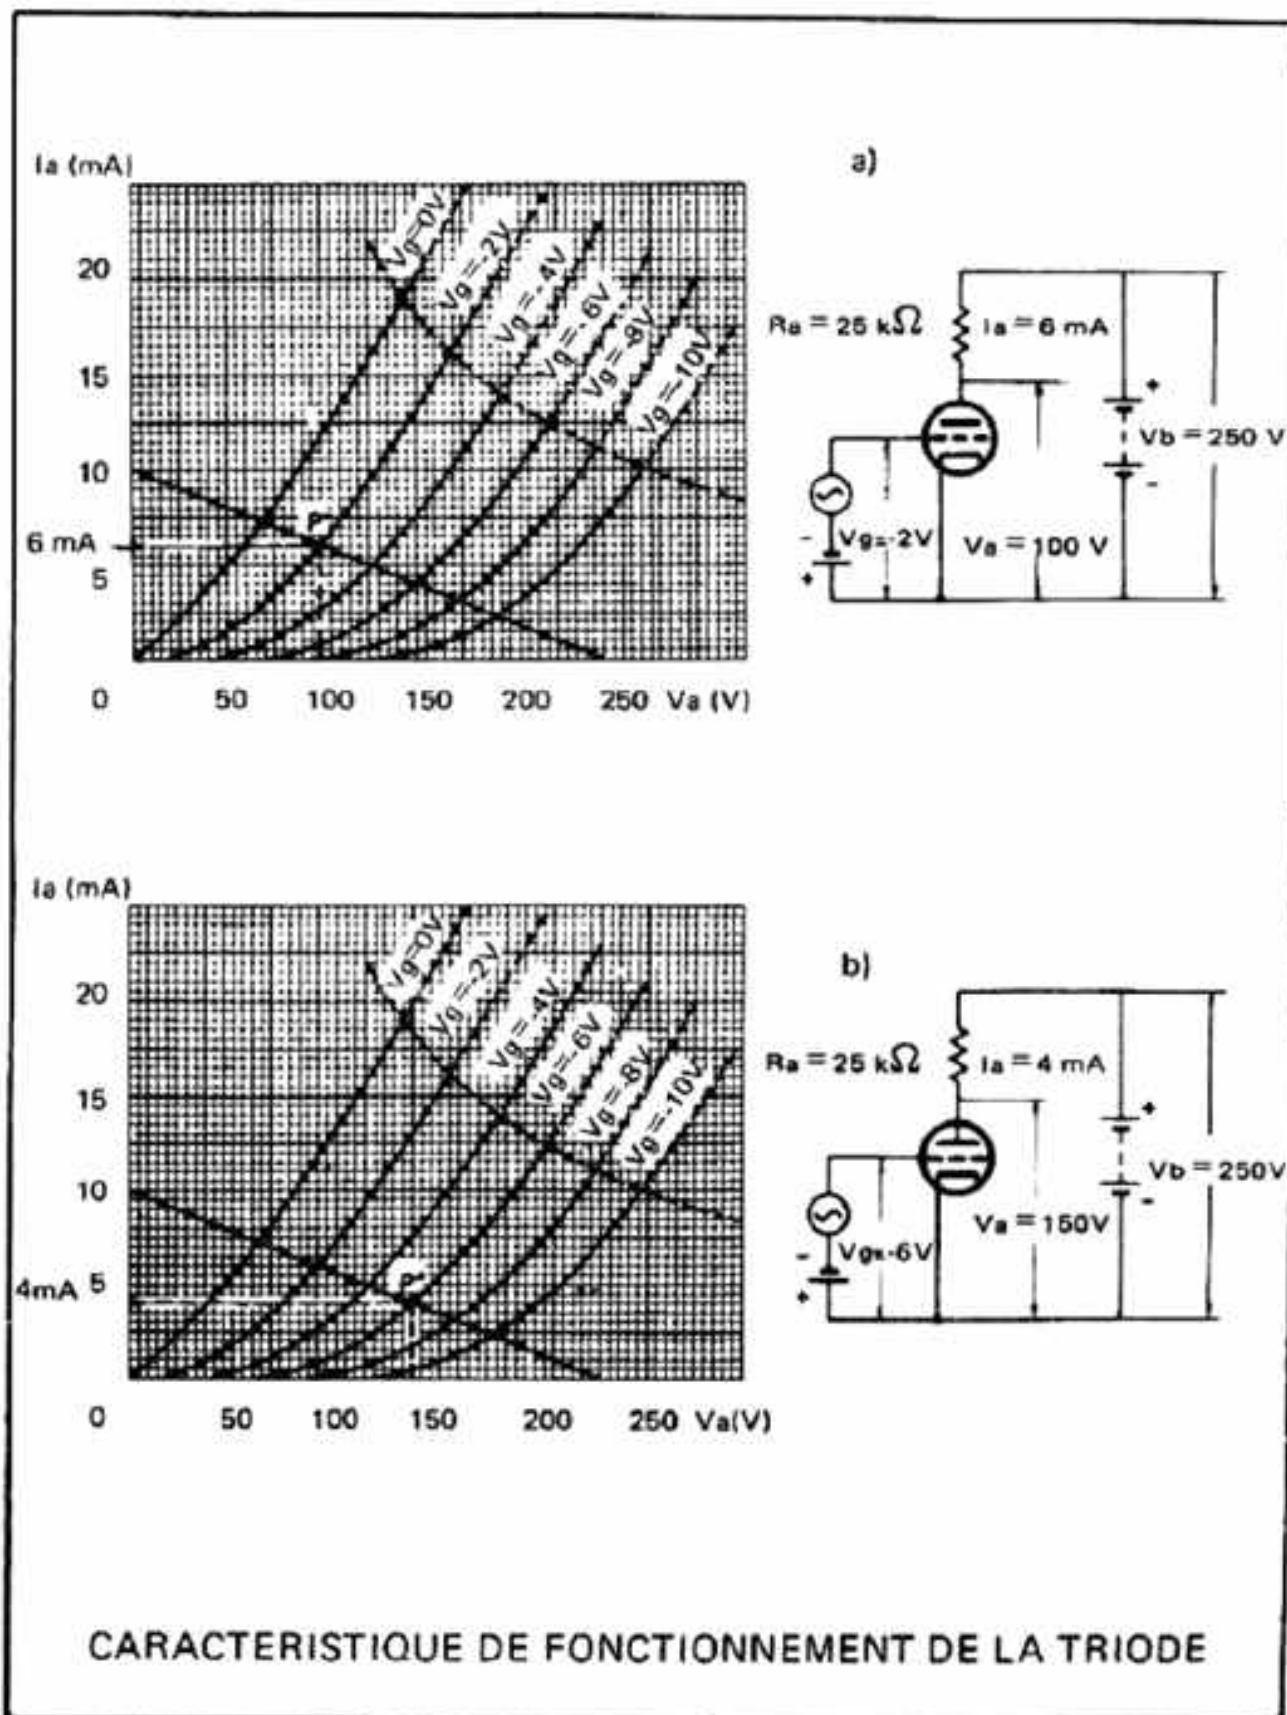 Ia (mA)
20
15
10
6 mA
5
0 50 100 150 200 250 Va (V)
Vg=0V
Vg=-2V
Vg=-4V
Vg=-6V
Vg=-8V
Vg=-10V
P
a)
Ra = 25 kΩ
Ia = 6 mA
+
Vb = 250 V
-
-
Vg=-2V
+
Va = 100 V
Ia (mA)
20
15
10
5
4mA
0 50 100 150 200 250 Va(V)
Vg=0V
Vg=-2V
Vg=-4V
Vg=-6V
Vg=-8V
Vg=-10V
P
b)
Ra = 25 kΩ
Ia = 4 mA
+
Vb = 250V
-
Va = 150V
-
Vg=-6V
+
CARACTERISTIQUE DE FONCTIONNEMENT DE LA TRIODE